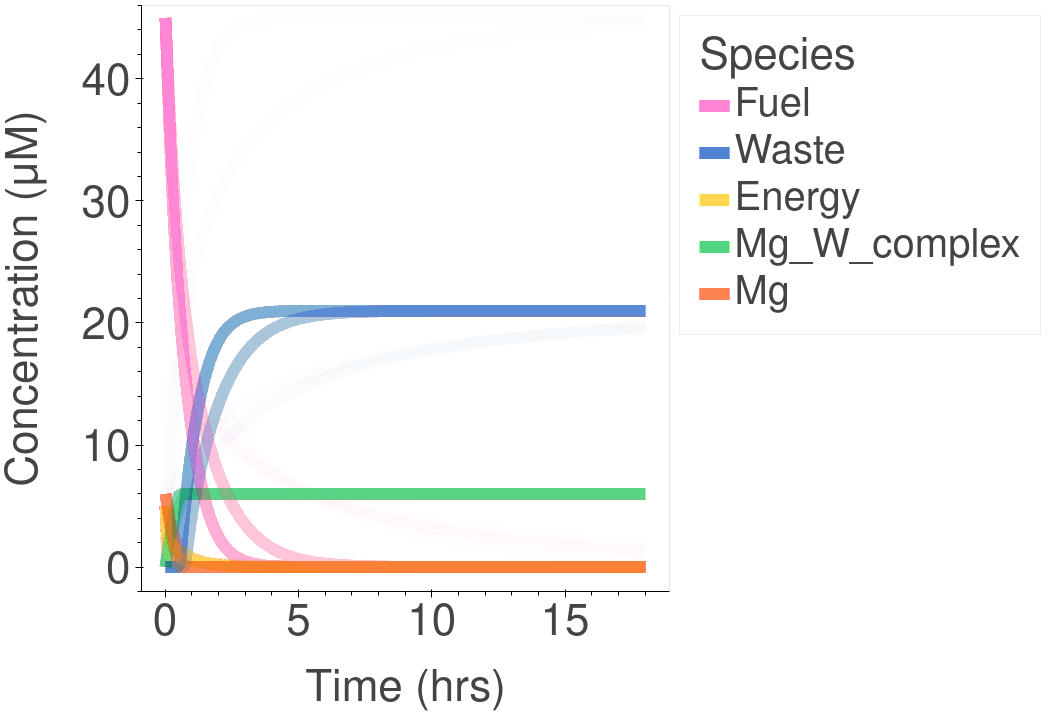 Concentration (µM)
40
30
20
10
0
0 5 10 15
Time (hrs)
Species
Fuel
Waste
Energy
Mg_W_complex
Mg